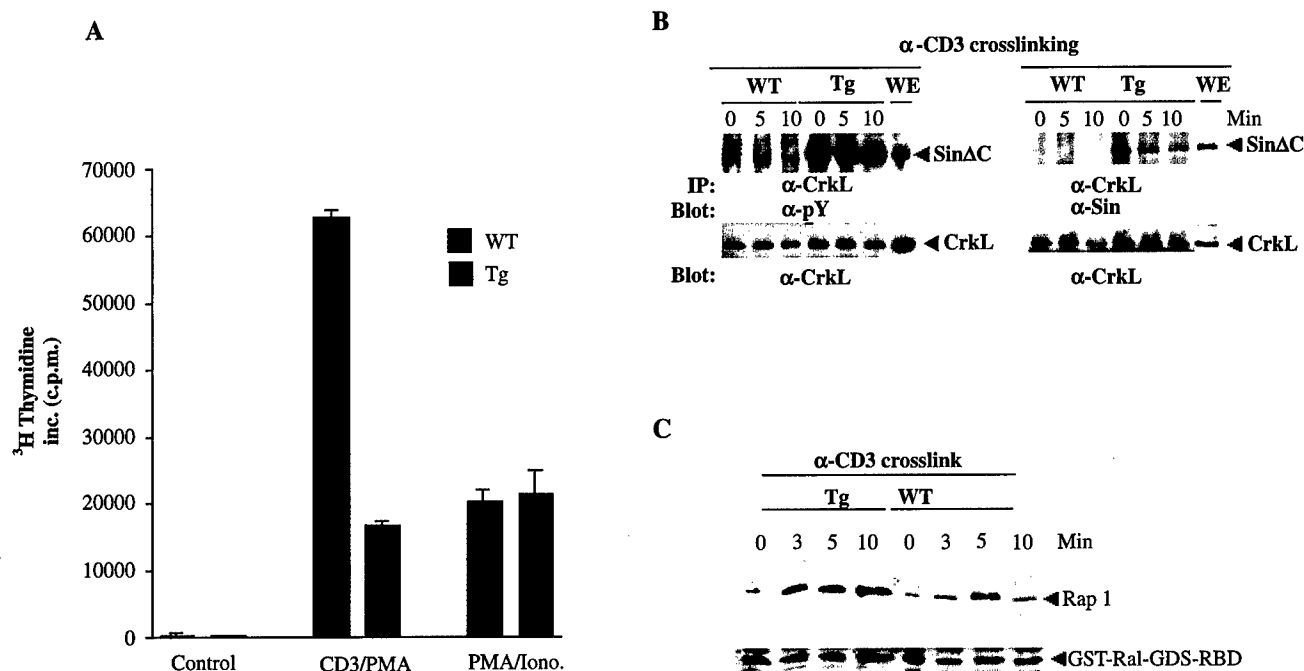 A
70000
60000
50000
40000
30000
20000
10000
0
³H Thymidine
inc. (c.p.m.)
WT
Tg
Control
CD3/PMA
PMA/Iono.
B
α-CD3 crosslinking
WT Tg WE
0 5 10 0 5 10
SinΔC
IP: α-CrkL
Blot: α-pY
CrkL
Blot: α-CrkL
WT Tg WE
0 5 10 0 5 10 Min
SinΔC
α-CrkL
α-Sin
CrkL
α-CrkL
C
α-CD3 crosslink
Tg WT
0 3 5 10 0 3 5 10 Min
Rap 1
GST-Ral-GDS-RBD